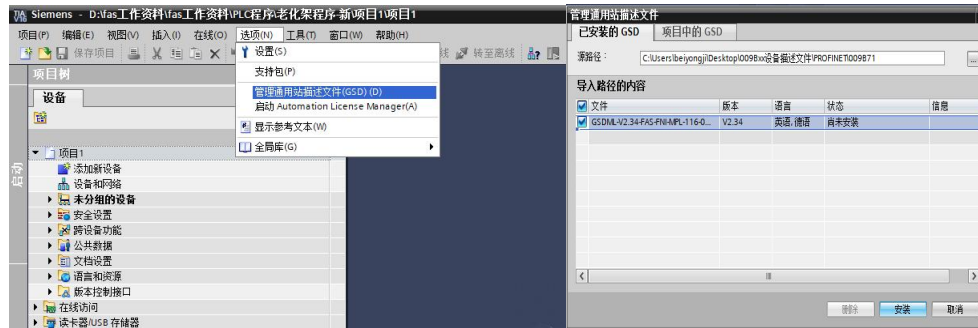 Siemens - D:\fas工作资料\fas工作资料\PLC程序\老化架程序-新\项目1\项目1
项目(P) 编辑(E) 视图(V) 插入(I) 在线(O) 选项(N) 工具(T) 窗口(W) 帮助(H)
保存项目
转至离线
设置(S)
支持包(P)
管理通用站描述文件(GSD) (D)
启动 Automation License Manager(A)
显示参考文本(W)
全局库(G)
项目树
设备
启动
项目1
添加新设备
设备和网络
未分组的设备
安全设置
跨设备功能
公共数据
文档设置
语言和资源
版本控制接口
在线访问
读卡器/USB 存储器
管理通用站描述文件
已安装的 GSD 项目中的 GSD
源路径: C:\Users\beiyongji\Desktop\009Bxx设备描述文件\PROFINET\009B71
导入路径的内容
文件 版本 语言 状态 信息
GSDML-V2.34-FAS-FNI-MPL-116-0... V2.34 英语, 德语 尚未安装
删除 安装 取消